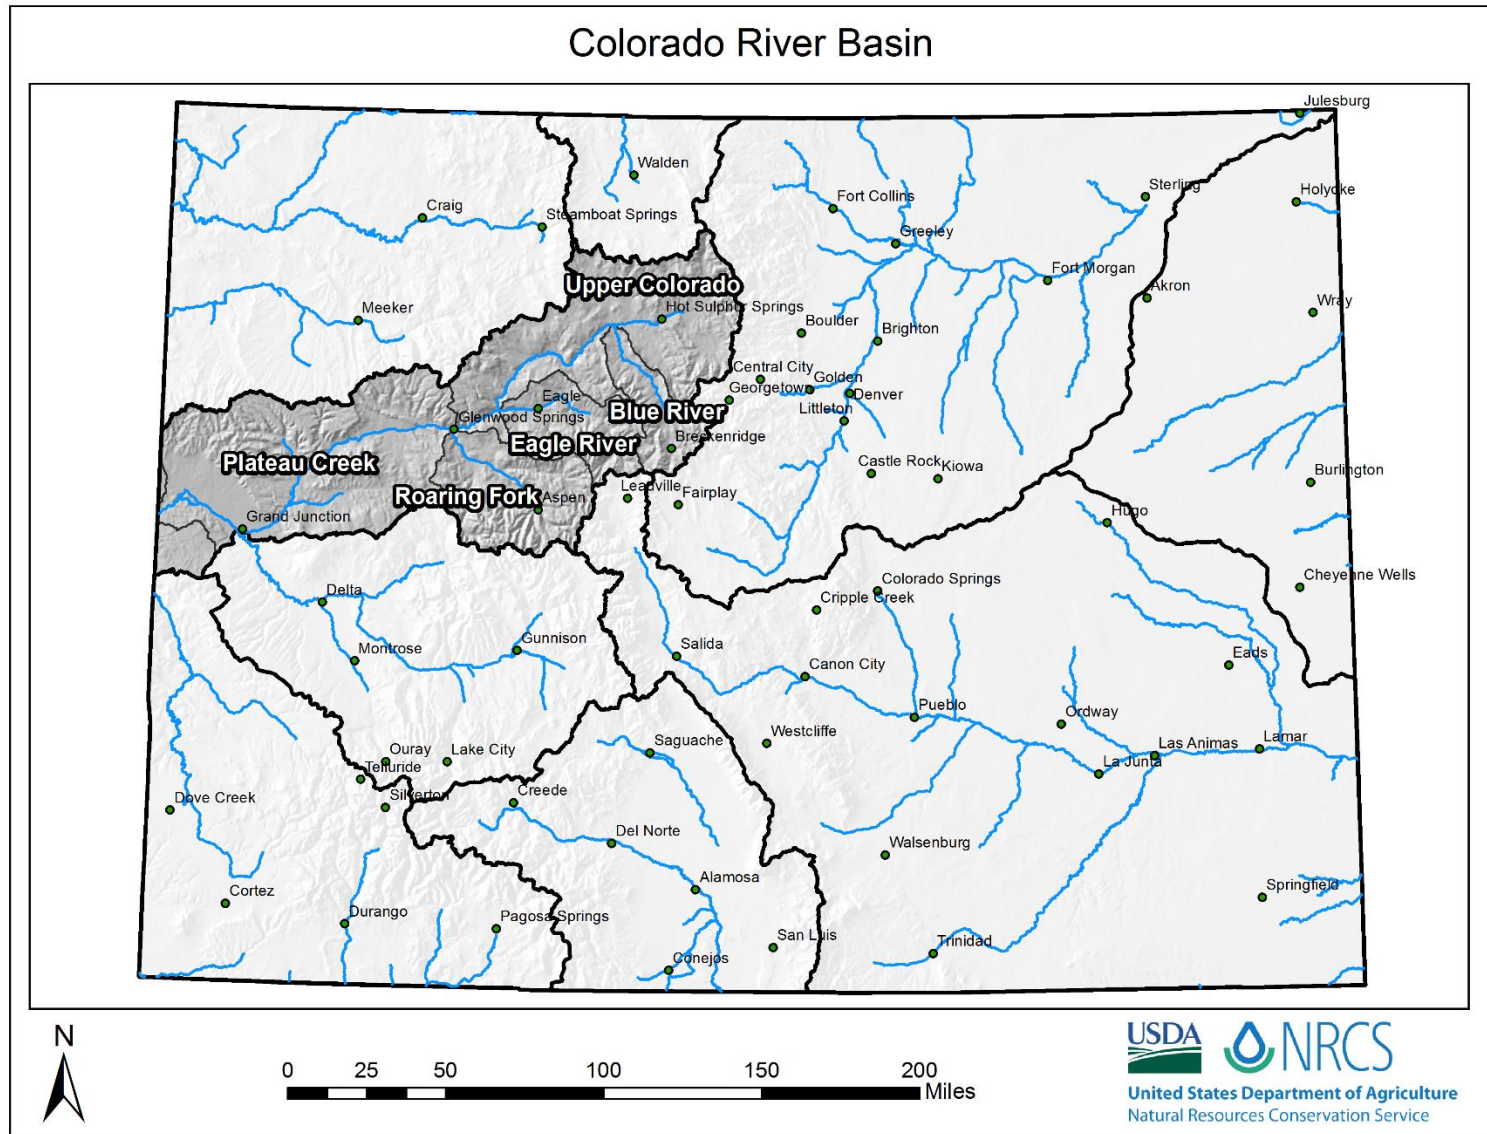 Colorado River Basin
Julesburg
Walden
Sterling
Holyoke
Fort Collins
Craig
Steamboat Springs
Greeley
Fort Morgan
Upper Colorado
Akron
Meeker
Hot Sulphur Springs
Wray
Boulder
Brighton
Central City
Golden
Georgetown
Denver
Eagle
Littleton
Blue River
Glenwood Springs
Eagle River
Breckenridge
Plateau Creek
Castle Rock
Kiowa
Burlington
Roaring Fork
Aspen
Leadville
Fairplay
Grand Junction
Hugo
Colorado Springs
Cheyenne Wells
Delta
Cripple Creek
Gunnison
Salida
Montrose
Canon City
Eads
Pueblo
Ordway
Westcliffe
Saguache
Ouray
Lake City
Las Animas
Lamar
Telluride
La Junta
Silverton
Creede
Dove Creek
Del Norte
Walsenburg
Alamosa
Springfield
Cortez
Durango
Pagosa Springs
San Luis
Trinidad
Conejos
N
0 25 50 100 150 200
Miles
USDA NRCS
United States Department of Agriculture
Natural Resources Conservation Service